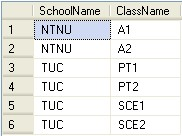 SchoolName ClassName
1 NTNU A1
2 NTNU A2
3 TUC PT1
4 TUC PT2
5 TUC SCE1
6 TUC SCE2